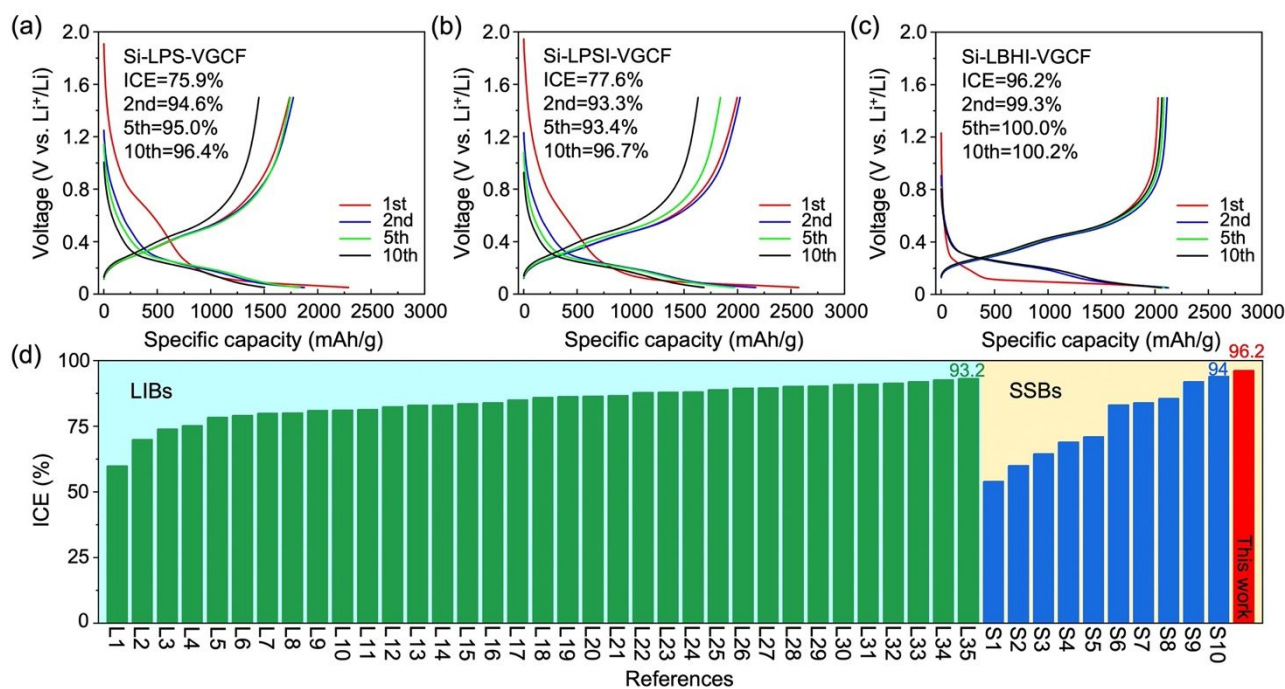 (a)
Si-LPS-VGCF
ICE=75.9%
2nd=94.6%
5th=95.0%
10th=96.4%
1st
2nd
5th
10th
2.0
1.6
1.2
0.8
0.4
0.0
Voltage (V vs. Li⁺/Li)
0 500 1000 1500 2000 2500 3000
Specific capacity (mAh/g)
(b)
Si-LPSI-VGCF
ICE=77.6%
2nd=93.3%
5th=93.4%
10th=96.7%
1st
2nd
5th
10th
2.0
1.6
1.2
0.8
0.4
0.0
Voltage (V vs. Li⁺/Li)
0 500 1000 1500 2000 2500 3000
Specific capacity (mAh/g)
(c)
Si-LBHI-VGCF
ICE=96.2%
2nd=99.3%
5th=100.0%
10th=100.2%
1st
2nd
5th
10th
2.0
1.6
1.2
0.8
0.4
0.0
Voltage (V vs. Li⁺/Li)
0 500 1000 1500 2000 2500 3000
Specific capacity (mAh/g)
(d)
LIBs
93.2
SSBs
94
96.2
This work
100
75
50
25
0
ICE (%)
L1 L2 L3 L4 L5 L6 L7 L8 L9 L10 L11 L12 L13 L14 L15 L16 L17 L18 L19 L20 L21 L22 L23 L24 L25 L26 L27 L28 L29 L30 L31 L32 L33 L34 L35 S1 S2 S3 S4 S5 S6 S7 S8 S9 S10
References